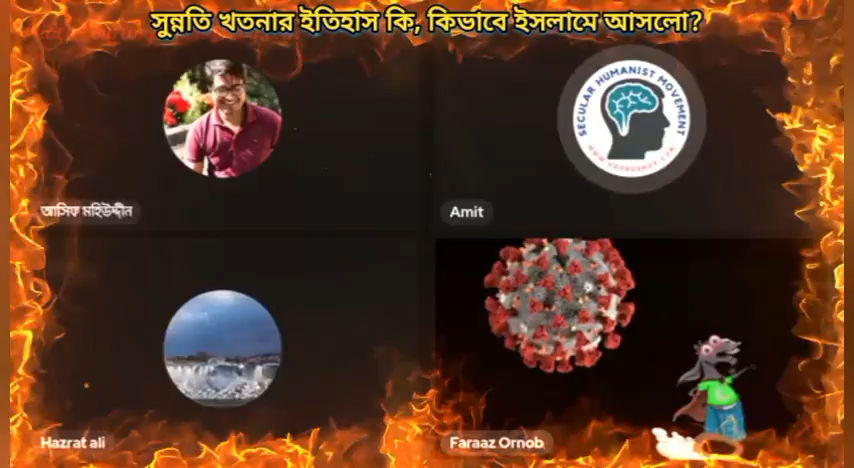 সুন্নতি খতনার ইতিহাস কি, কিভাবে ইসলামে আসলো?
SECULAR HUMANIST MOVEMENT
আসিফ মহিউদ্দীন
Amit
Hazrat ali
Faraaz Ornob